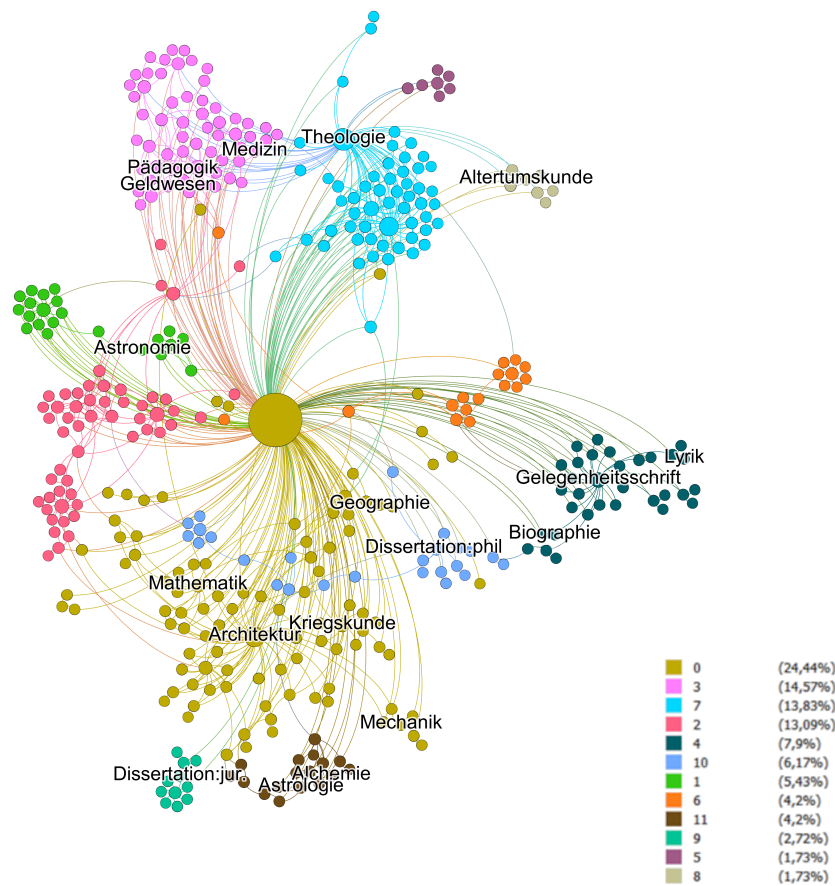 Theologie
Medizin
Pädagogik
Geldwesen
Altertumskunde
Astronomie
Lyrik
Gelegenheitsschrift
Geographie
Biographie
Dissertation:phil
Mathematik
Kriegskunde
Architektur
Mechanik
Dissertation:jur.
Alchemie
Astrologie
0 (24,44%)
3 (14,57%)
7 (13,83%)
2 (13,09%)
4 (7,9%)
10 (6,17%)
1 (5,43%)
6 (4,2%)
11 (4,2%)
9 (2,72%)
5 (1,73%)
8 (1,73%)